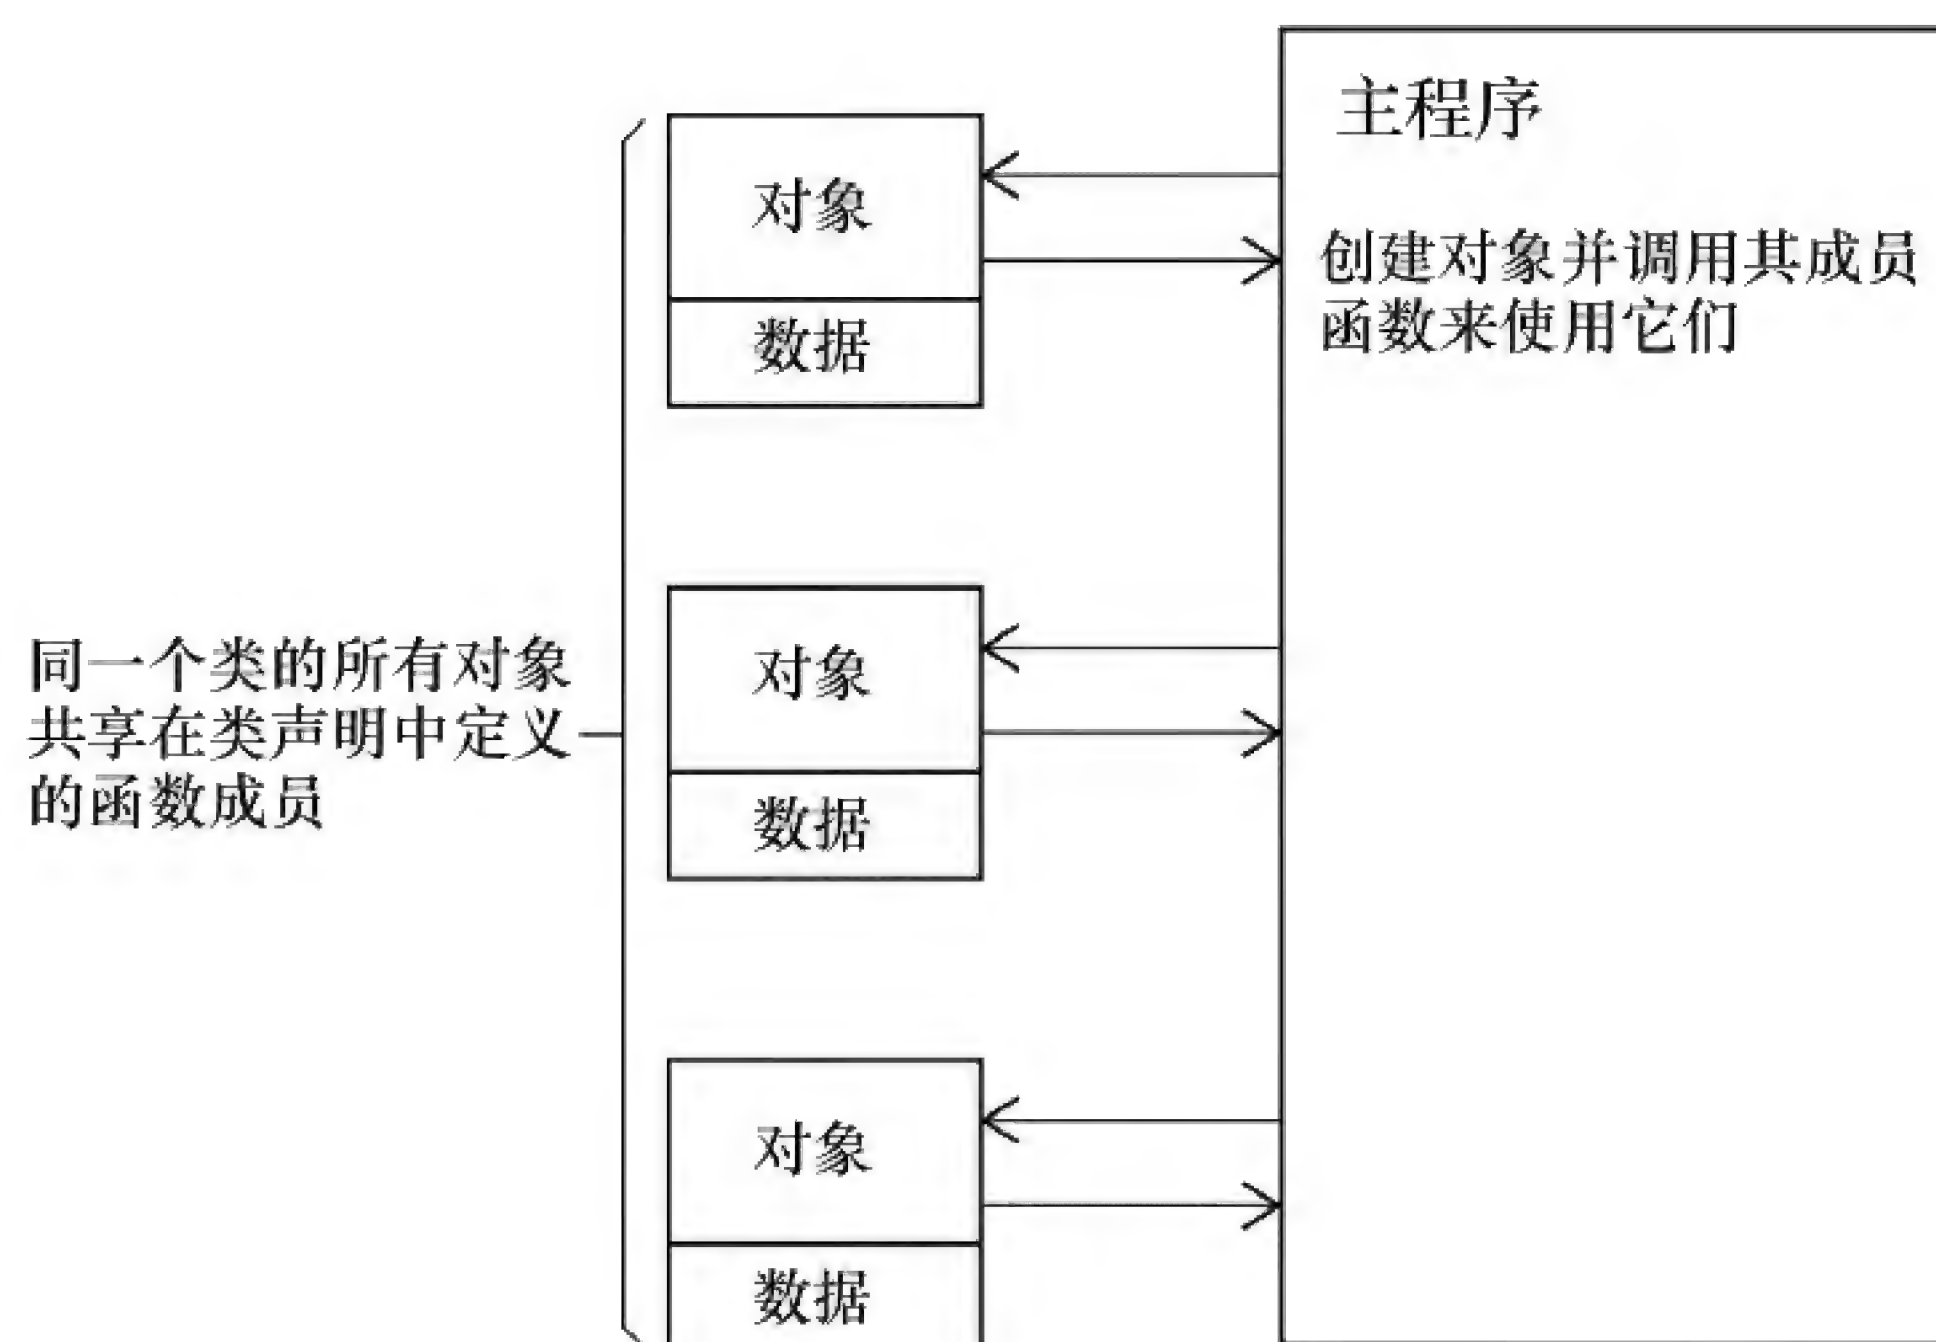 主程序
对象
创建对象并调用其成员
函数来使用它们
数据
同一个类的所有对象
共享在类声明中定义
的函数成员
对象
数据
对象
数据